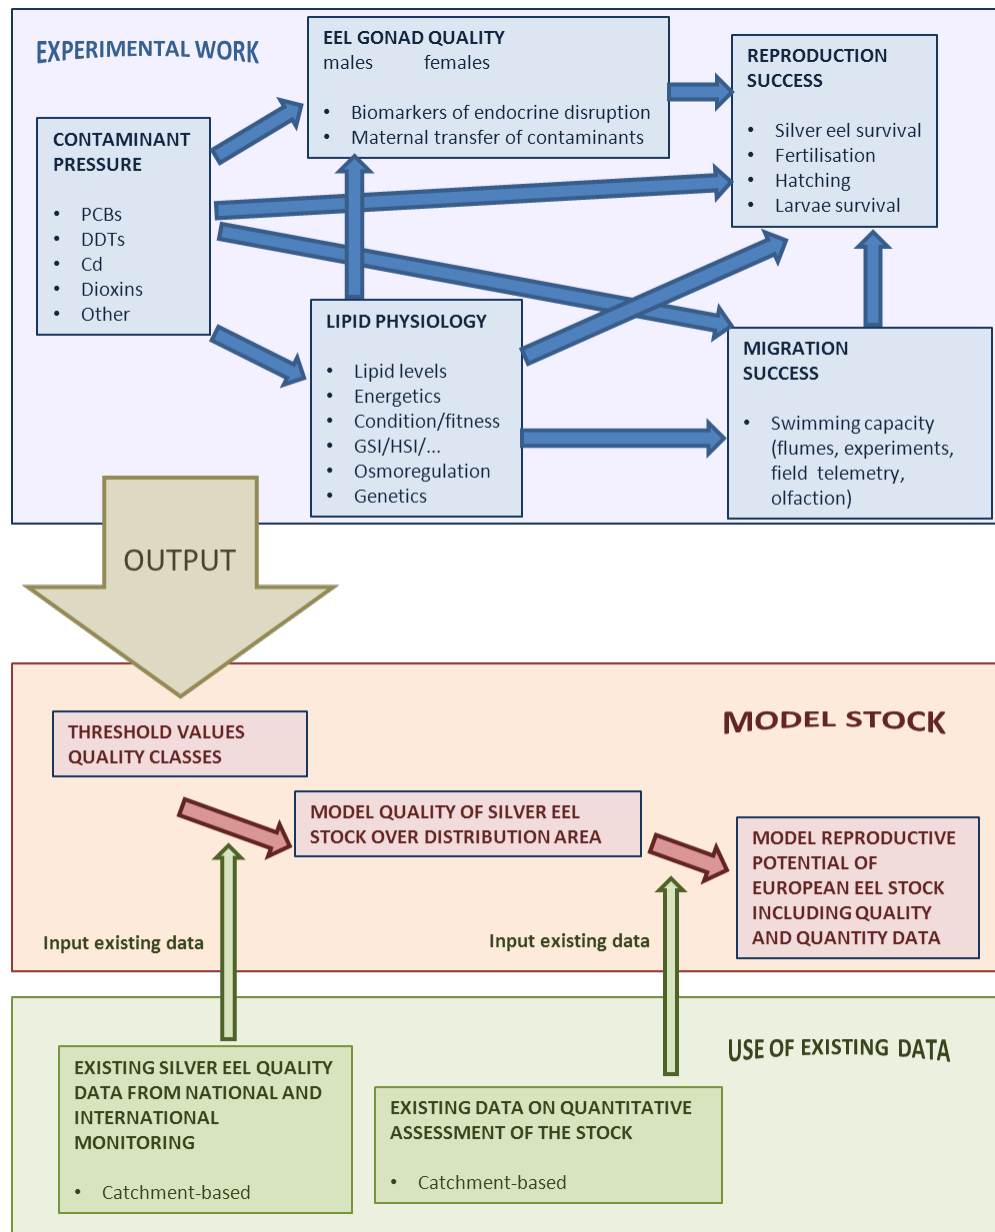 EXPERIMENTAL WORK
CONTAMINANT
PRESSURE
• PCBs
• DDTs
• Cd
• Dioxins
• Other
EEL GONAD QUALITY
males females
• Biomarkers of endocrine disruption
• Maternal transfer of contaminants
REPRODUCTION
SUCCESS
• Silver eel survival
• Fertilisation
• Hatching
• Larvae survival
LIPID PHYSIOLOGY
• Lipid levels
• Energetics
• Condition/fitness
• GSI/HSI/...
• Osmoregulation
• Genetics
MIGRATION
SUCCESS
• Swimming capacity
(flumes, experiments,
field telemetry,
olfaction)
OUTPUT
MODEL STOCK
THRESHOLD VALUES
QUALITY CLASSES
MODEL QUALITY OF SILVER EEL
STOCK OVER DISTRIBUTION AREA
MODEL REPRODUCTIVE
POTENTIAL OF
EUROPEAN EEL STOCK
INCLUDING QUALITY
AND QUANTITY DATA
Input existing data
Input existing data
USE OF EXISTING DATA
EXISTING SILVER EEL QUALITY
DATA FROM NATIONAL AND
INTERNATIONAL
MONITORING
• Catchment-based
EXISTING DATA ON QUANTITATIVE
ASSESSMENT OF THE STOCK
• Catchment-based